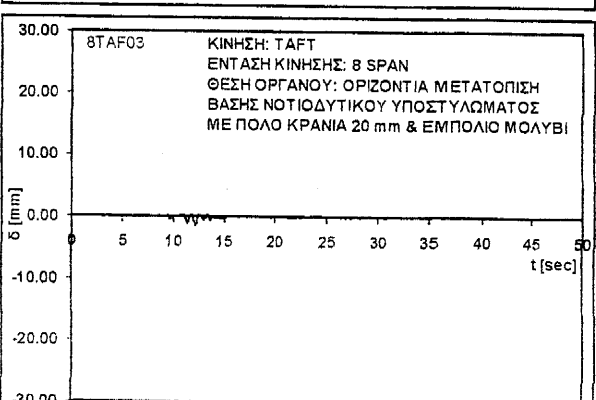 30.00
8TAF03
ΚΙΝΗΣΗ: TAFT
ΕΝΤΑΣΗ ΚΙΝΗΣΗΣ: 8 SPAN
ΘΕΣΗ ΟΡΓΑΝΟΥ: ΟΡΙΖΟΝΤΙΑ ΜΕΤΑΤΟΠΙΣΗ
ΒΑΣΗΣ ΝΟΤΙΟΔΥΤΙΚΟΥ ΥΠΟΣΤΥΛΩΜΑΤΟΣ
ΜΕ ΠΟΛΟ ΚΡΑΝΙΑ 20 mm & ΕΜΠΟΛΙΟ ΜΟΛΥΒΙ
20.00
10.00
δ [mm]
0.00
0 5 10 15 20 25 30 35 40 45 50
t [sec]
-10.00
-20.00
-30.00